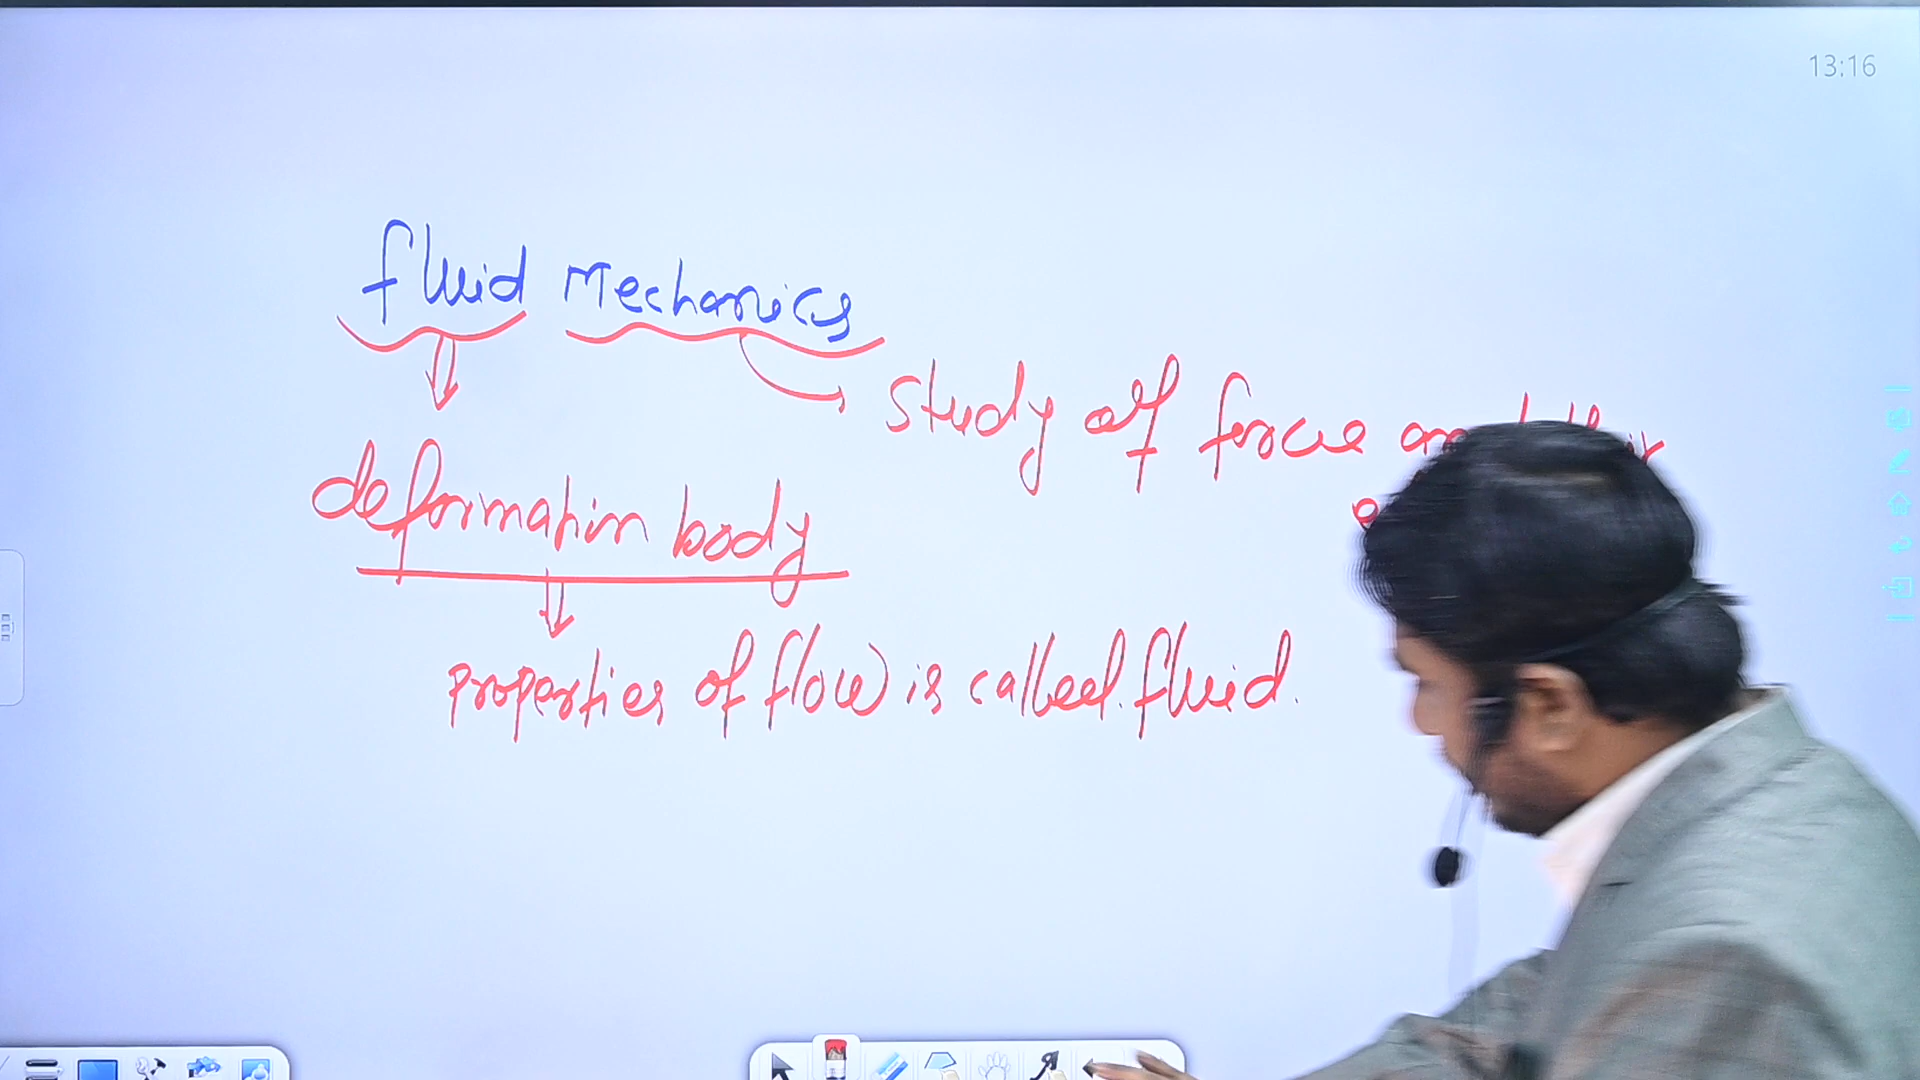 13:16
fluid Mechanics
Study of force
deformation body
properties of flow is called fluid.